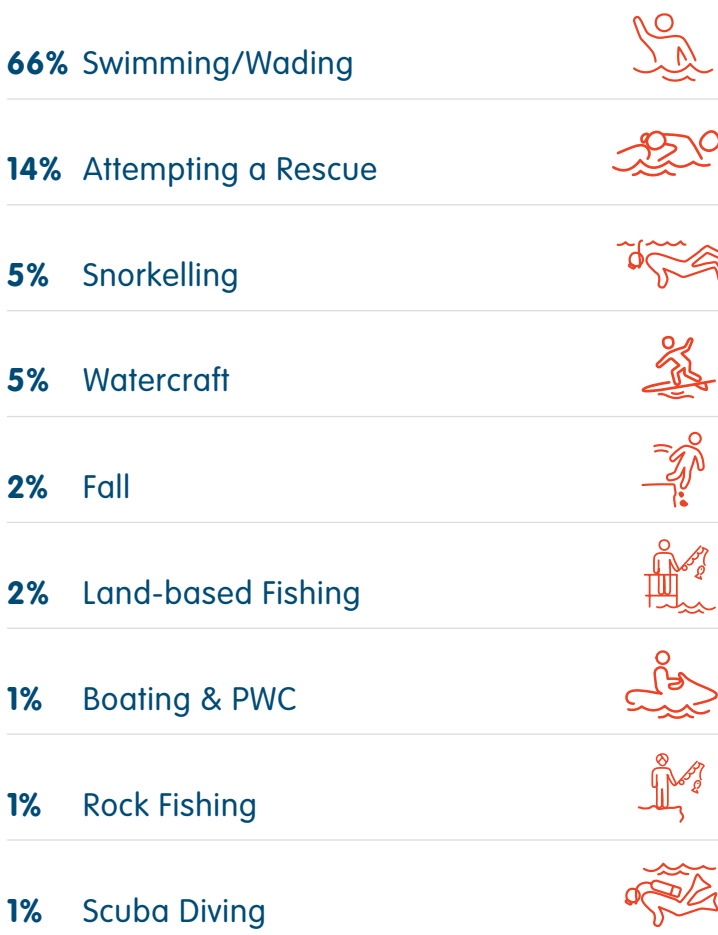 66% Swimming/Wading
14% Attempting a Rescue
5% Snorkelling
5% Watercraft
2% Fall
2% Land-based Fishing
1% Boating & PWC
1% Rock Fishing
1% Scuba Diving